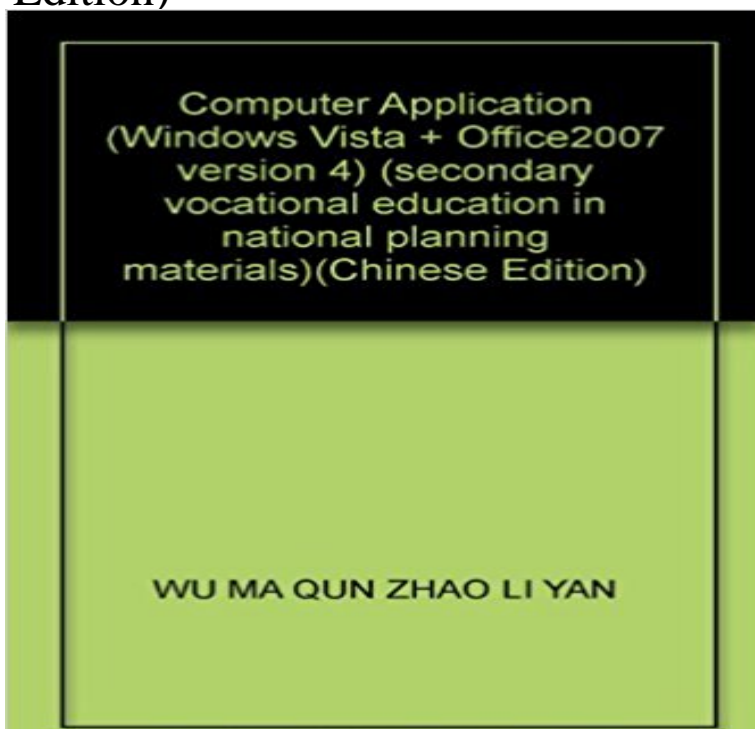 Edition)
Computer Application
(Windows Vista + Office2007
version 4) (secondary
vocational education in
national planning
materials)(Chinese Edition)
WU MA QUN ZHAO LI YAN